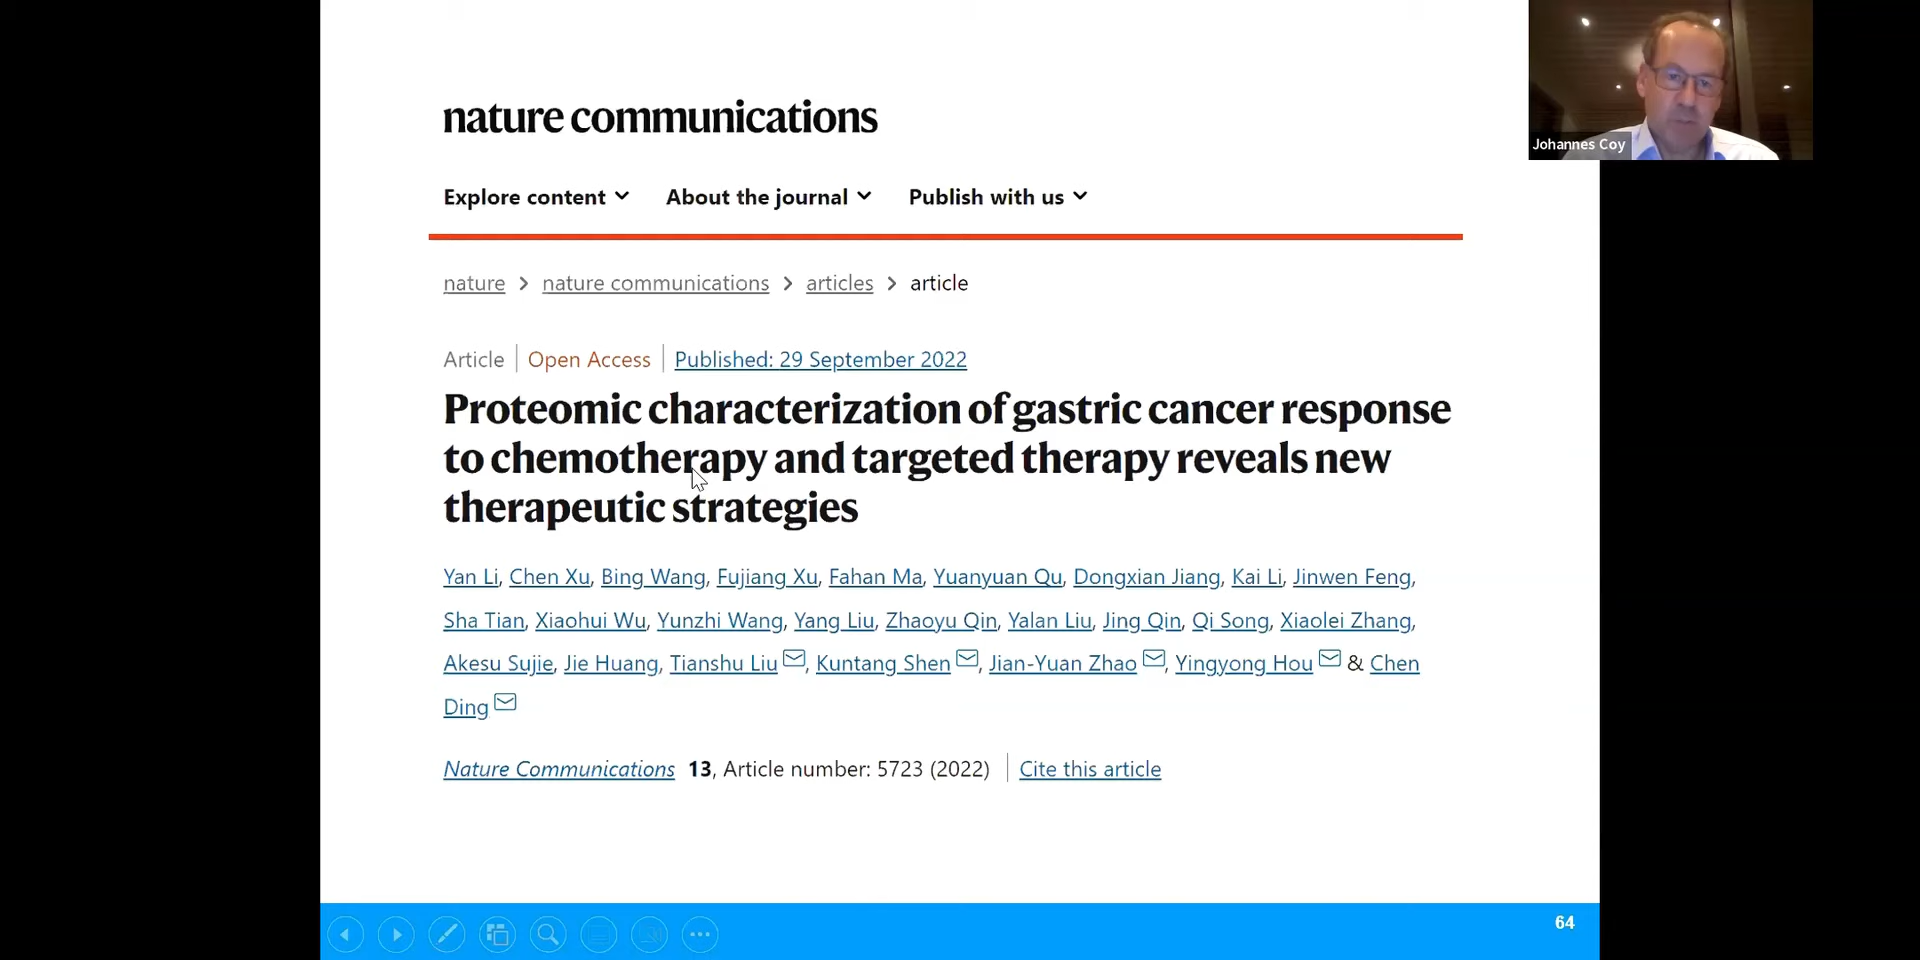 nature communications
Explore content
About the journal
Publish with us
nature > nature communications > articles > article
Article | Open Access | Published: 29 September 2022
Proteomic characterization of gastric cancer response
to chemotherapy and targeted therapy reveals new
therapeutic strategies
Yan Li, Chen Xu, Bing Wang, Fujiang Xu, Fahan Ma, Yuanyuan Qu, Dongxian Jiang, Kai Li, Jinwen Feng,
Sha Tian, Xiaohui Wu, Yunzhi Wang, Yang Liu, Zhaoyu Qin, Yalan Liu, Jing Qin, Qi Song, Xiaolei Zhang,
Akesu Sujie, Jie Huang, Tianshu Liu, Kuntang Shen, Jian-Yuan Zhao, Yingyong Hou & Chen
Ding
Nature Communications 13, Article number: 5723 (2022) | Cite this article
64
Johannes Coy